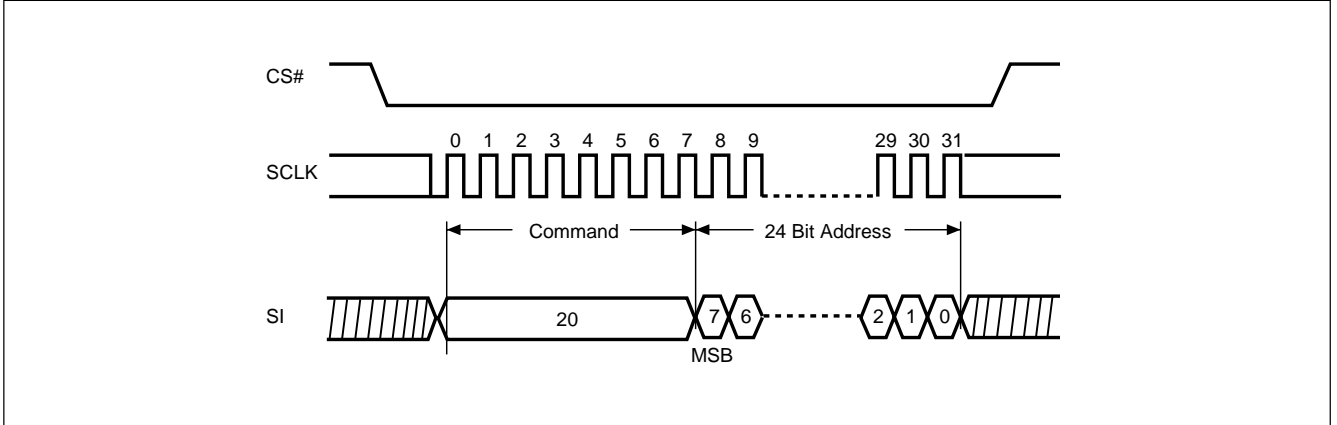 CS#
0 1 2 3 4 5 6 7 8 9 29 30 31
SCLK
Command 24 Bit Address
SI 20 7 6 2 1 0
MSB